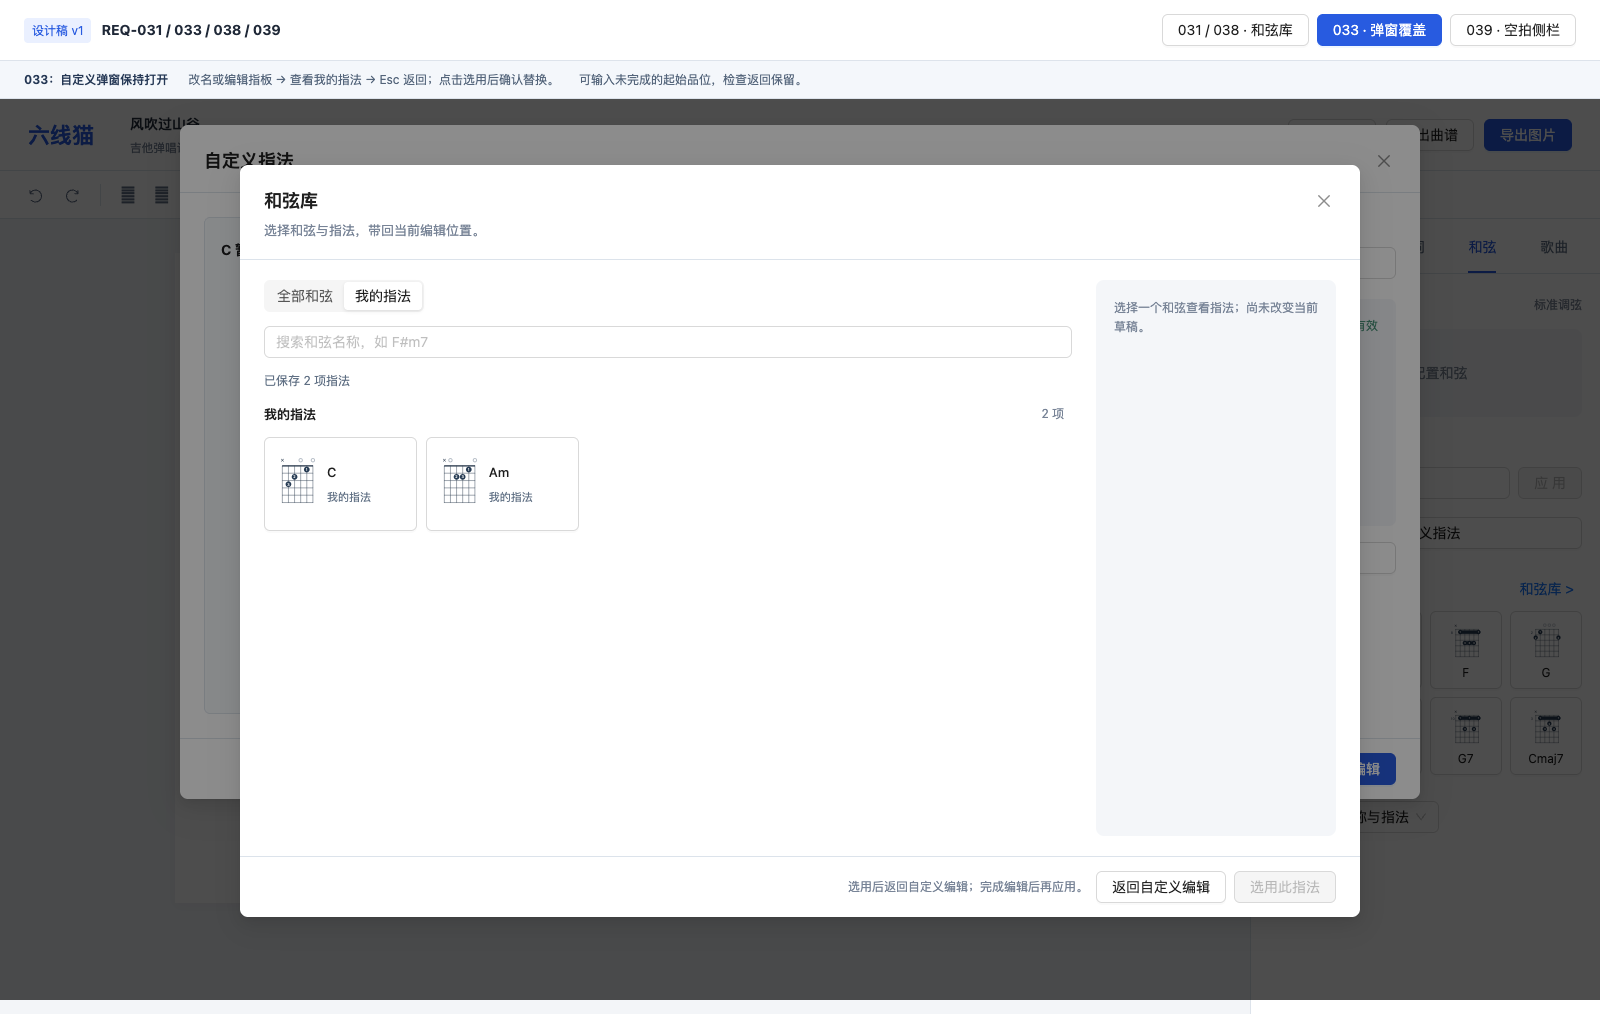 设计稿 v1 REQ-031 / 033 / 038 / 039 031 / 038 · 和弦库 033 · 弹窗覆盖 039 · 空拍侧栏
033：自定义弹窗保持打开 改名或编辑指板 → 查看我的指法 → Esc 返回；点击选用后确认替换。 可输入未完成的起始品位，检查返回保留。
六线猫 风吹过山谷 出曲谱 导出图片
吉他弹唱
自定义指法
和弦库
选择和弦与指法，带回当前编辑位置。
C
和弦 歌曲
全部和弦 我的指法
标准调弦
选择一个和弦查看指法；尚未改变当前
草稿。
有效
搜索和弦名称，如 F#m7
配置和弦
已保存 2 项指法
我的指法 2 项
C
我的指法
Am
我的指法
应 用
义指法
和弦库 >
F G
G7 Cmaj7
编辑
称与指法
选用后返回自定义编辑；完成编辑后再应用。 返回自定义编辑 选用此指法